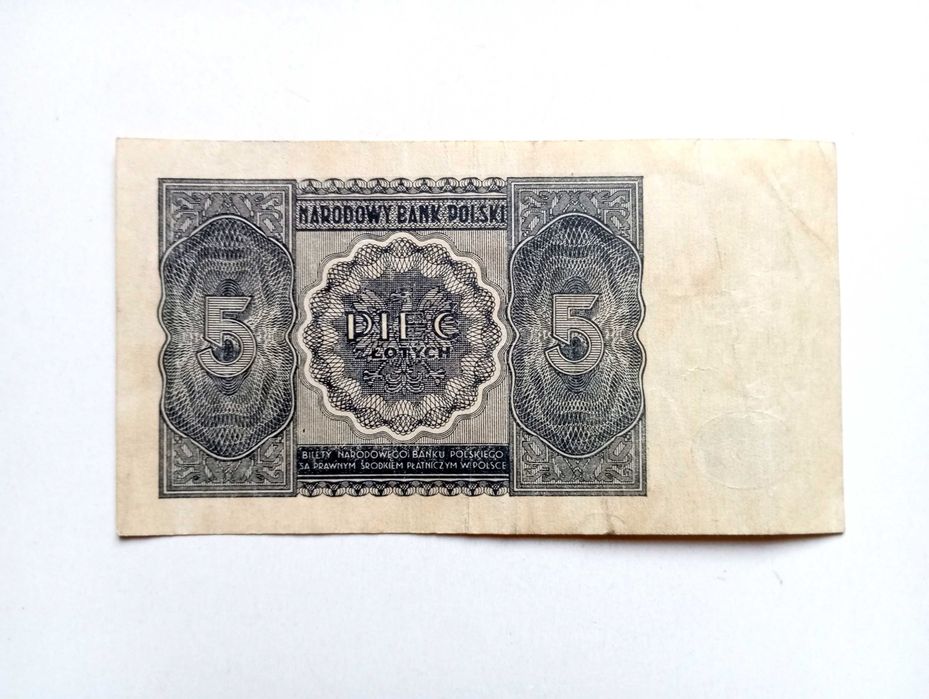 NARODOWY BANK POLSKI
5
PIĘĆ
ZŁOTYCH
5
BILETY NARODOWEGO BANKU POLSKIEGO
SĄ PRAWNYM ŚRODKIEM PŁATNICZYM W POLSCE